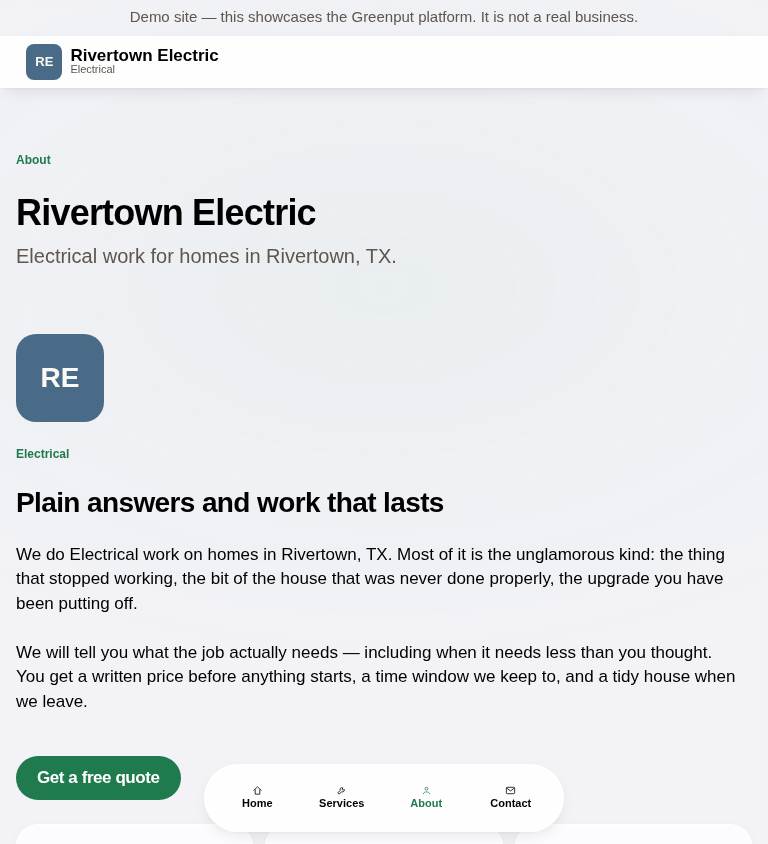 Demo site — this showcases the Greenput platform. It is not a real business.
RE
Rivertown Electric
Electrical
About
Rivertown Electric
Electrical work for homes in Rivertown, TX.
RE
Electrical
Plain answers and work that lasts
We do Electrical work on homes in Rivertown, TX. Most of it is the unglamorous kind: the thing
that stopped working, the bit of the house that was never done properly, the upgrade you have
been putting off.
We will tell you what the job actually needs — including when it needs less than you thought.
You get a written price before anything starts, a time window we keep to, and a tidy house when
we leave.
Get a free quote
Home
Services
About
Contact